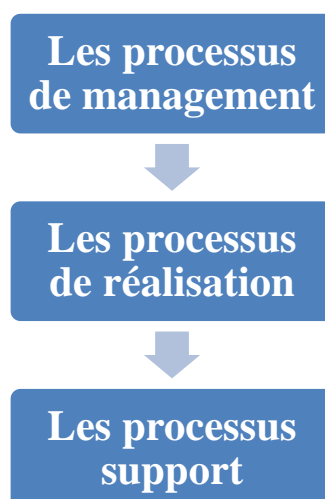 Les processus
de management
Les processus
de réalisation
Les processus
support